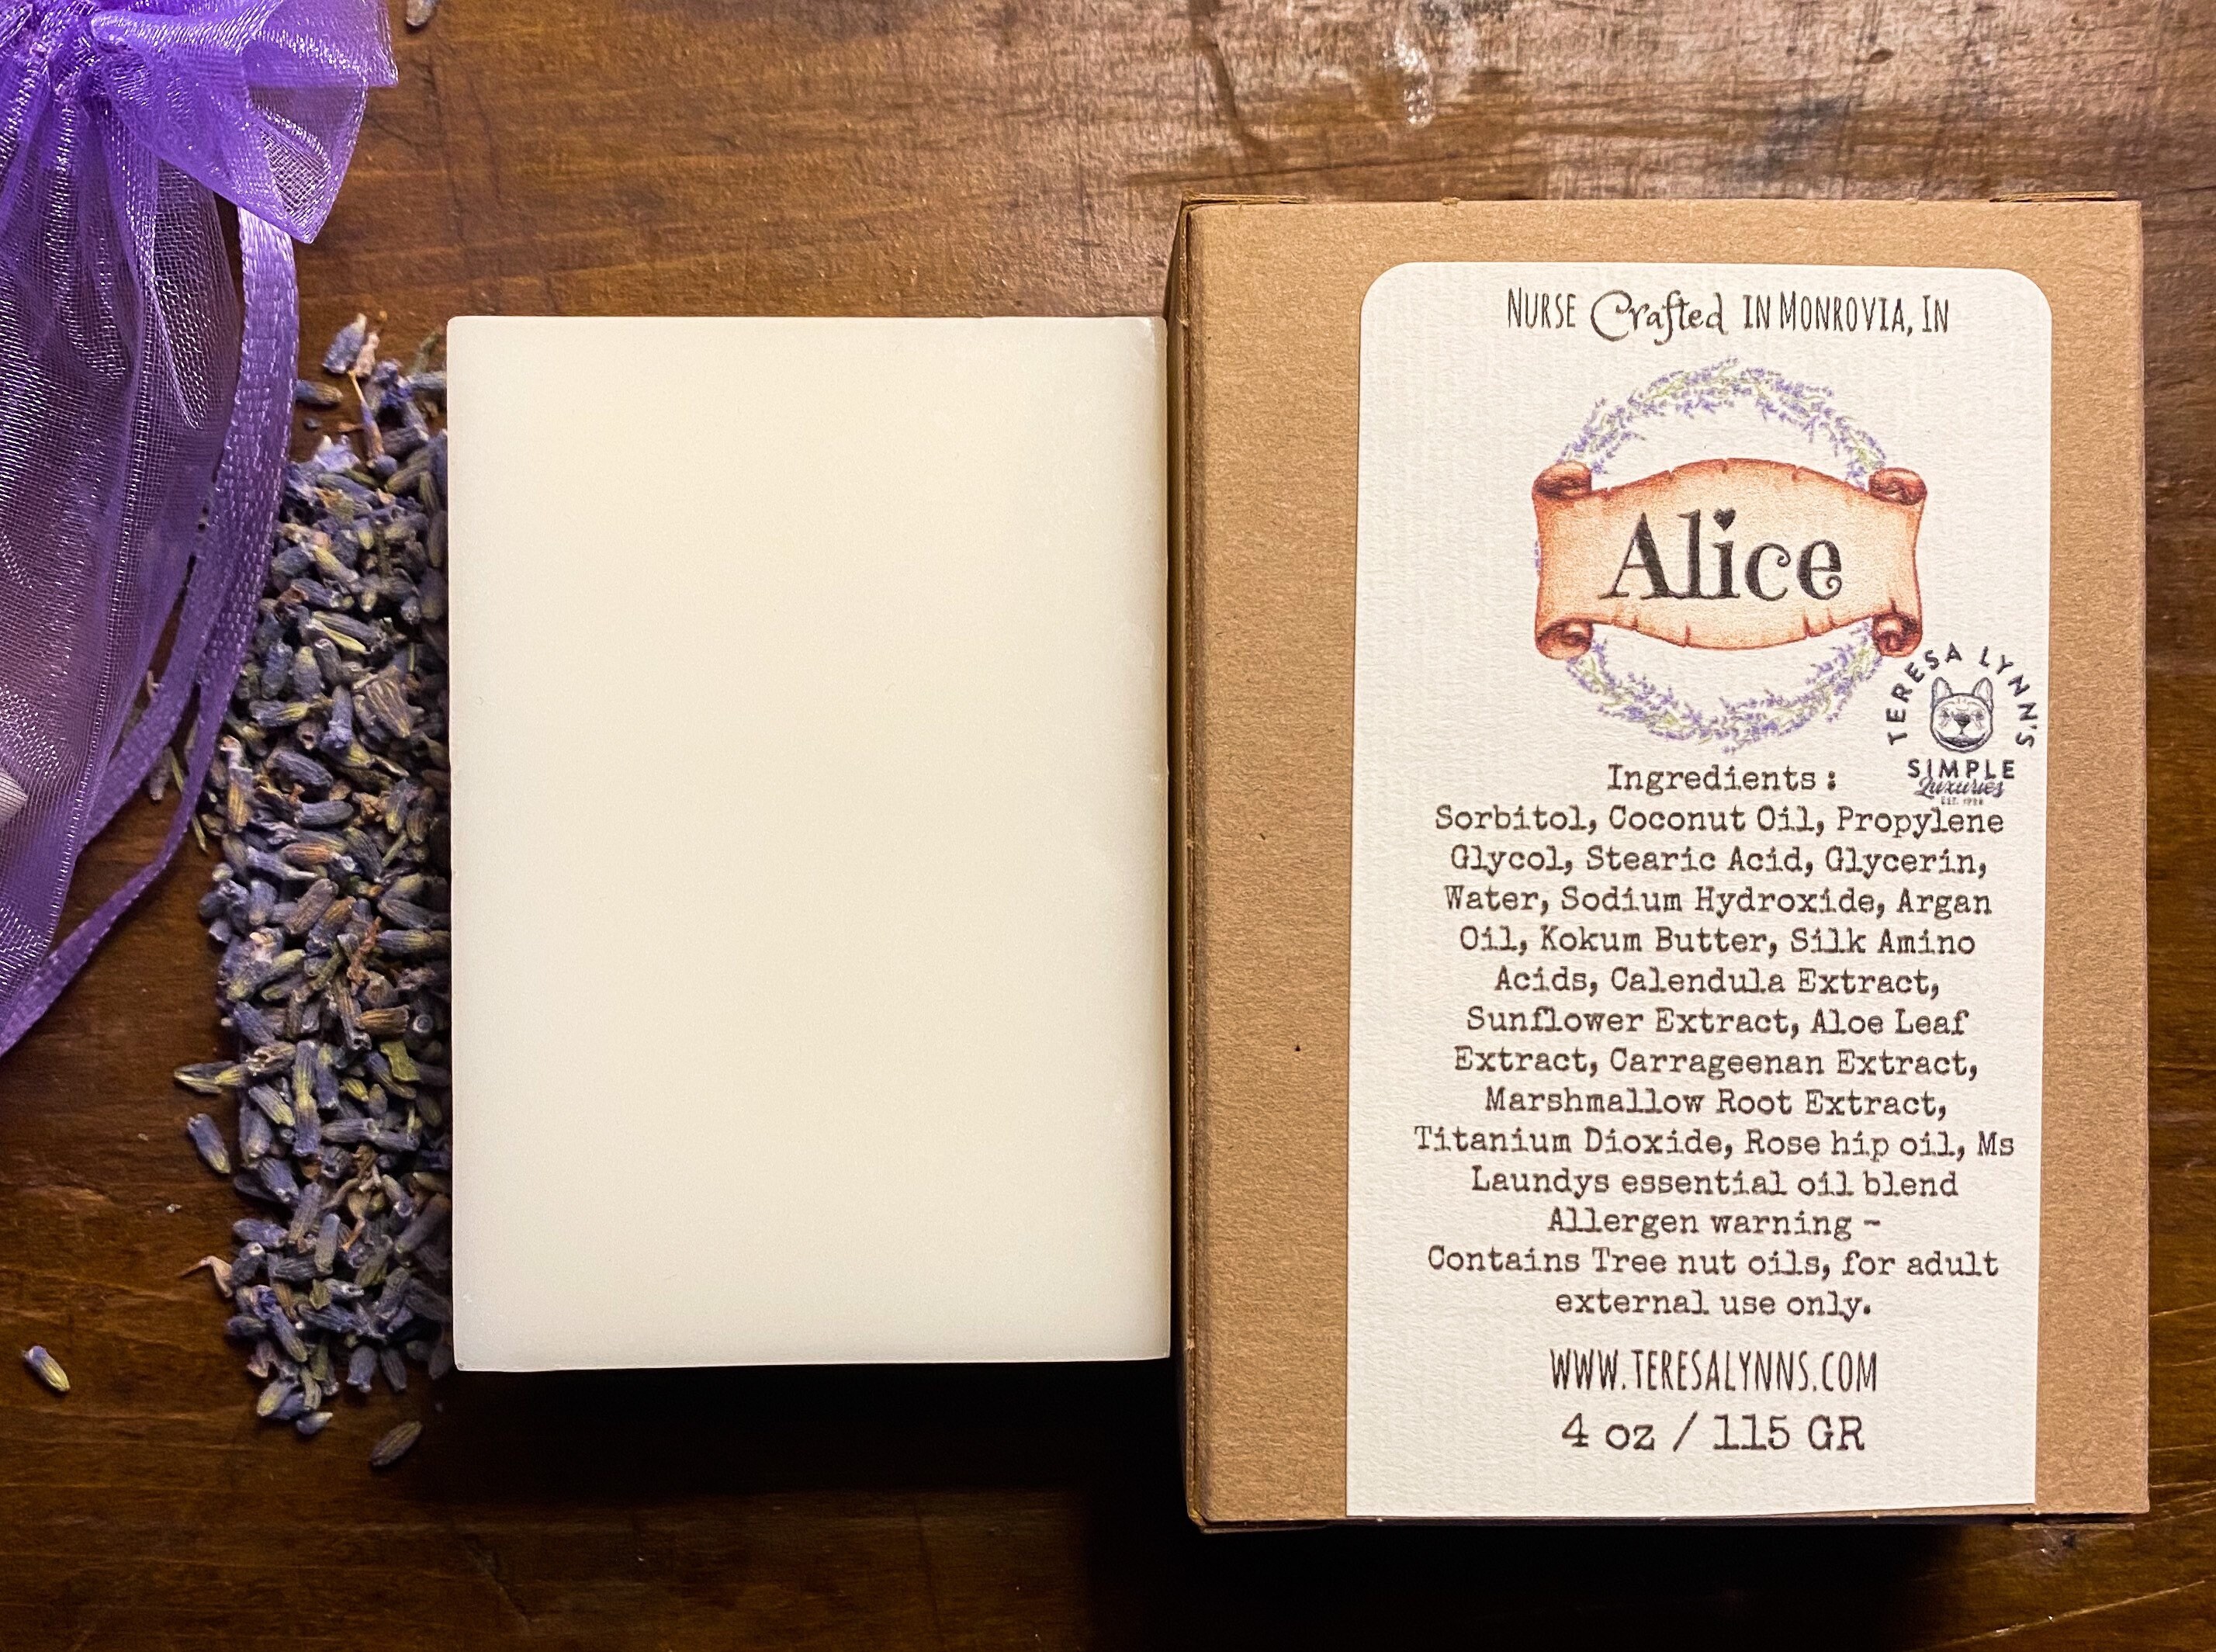 Nurse Crafted in Monrovia, In
Alice
TERESA LYNN'S
SIMPLE
Luxuries
Ingredients:
Sorbitol, Coconut Oil, Propylene
Glycol, Stearic Acid, Glycerin,
Water, Sodium Hydroxide, Argan
Oil, Kokum Butter, Silk Amino
Acids, Calendula Extract,
Sunflower Extract, Aloe Leaf
Extract, Carrageenan Extract,
Marshmallow Root Extract,
Titanium Dioxide, Rose hip oil, Ms
Laundys essential oil blend
Allergen warning -
Contains Tree nut oils, for adult
external use only.
WWW.TERESALYNNS.COM
4 oz / 115 GR